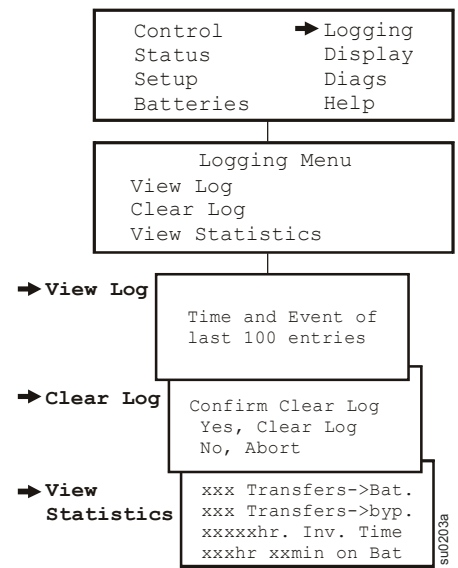 Control ➔ Logging
Status Display
Setup Diags
Batteries Help
Logging Menu
View Log
Clear Log
View Statistics
➔ View Log
Time and Event of
last 100 entries
➔ Clear Log
Confirm Clear Log
Yes, Clear Log
No, Abort
➔ View
Statistics
xxx Transfers->Bat.
xxx Transfers->byp.
xxxxxhr. Inv. Time
xxxhr xxmin on Bat
su0203a